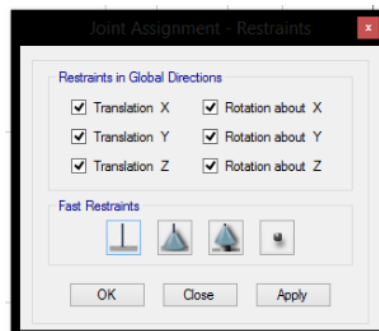 Joint Assignment - Restraints
x
Restraints in Global Directions
Translation X Rotation about X
Translation Y Rotation about Y
Translation Z Rotation about Z
Fast Restraints
OK Close Apply